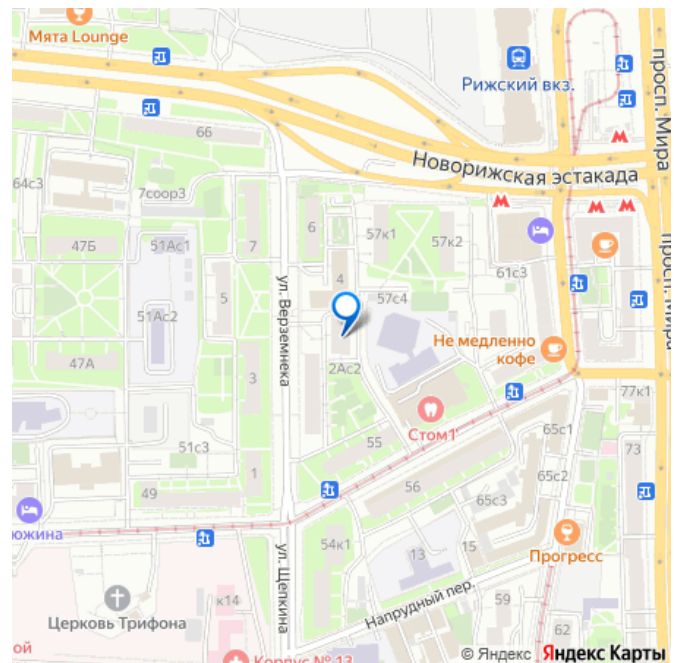 Мята Lounge
Рижский вкз.
просп. Мира
66
Новорижская эстакада
64с3
7соор3
6
57к1
57к2
47Б
51Ас1
7
61с3
4
5
ул. Верземнека
57с4
просп. Мира
51Ас2
Не медленно
кофе
47А
3
2Ас2
77к1
Стом1
51с3
55
65с1
73
1
49
56
65с2
65с3
южина
54к1
13
15
Прогресс
ул. Щепкина
к14
59
Напрудный пер.
Церковь Трифона
62
ой
Корпус № 13
© Яндекс Яндекс Карты